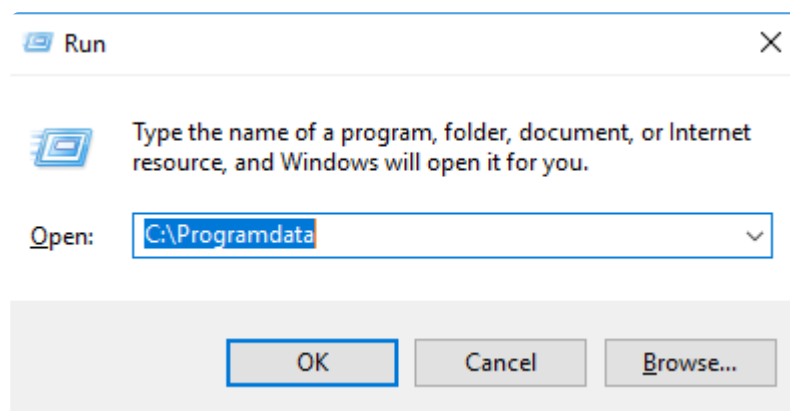 Run
Type the name of a program, folder, document, or Internet
resource, and Windows will open it for you.
Open: C:\Programdata
OK Cancel Browse...